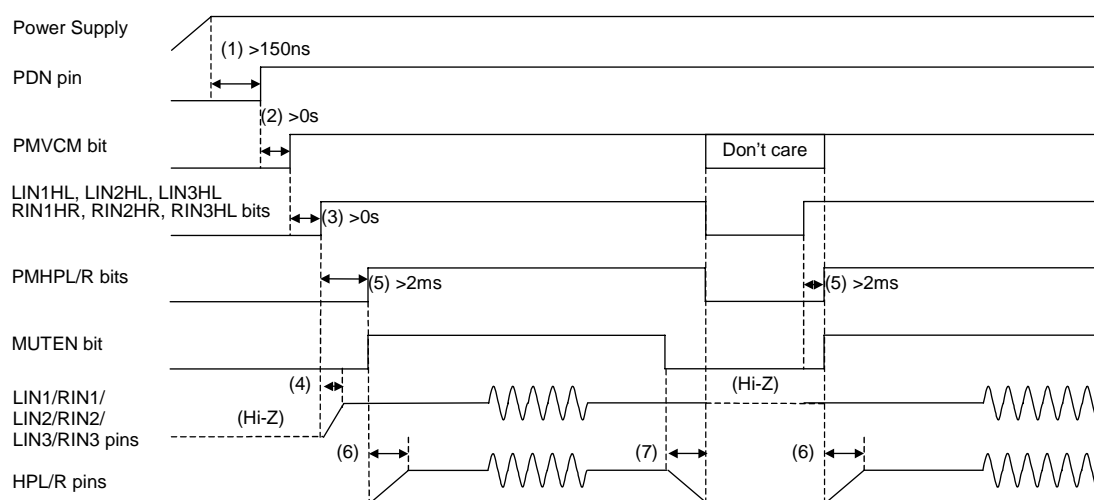 Power Supply
(1) >150ns
PDN pin
(2) >0s
PMVCM bit
Don't care
LIN1HL, LIN2HL, LIN3HL
RIN1HR, RIN2HR, RIN3HL bits
(3) >0s
PMHPL/R bits
(5) >2ms
(5) >2ms
MUTEN bit
(4)
(Hi-Z)
LIN1/RIN1/
LIN2/RIN2/
LIN3/RIN3 pins
(Hi-Z)
(6)
(7)
(6)
HPL/R pins